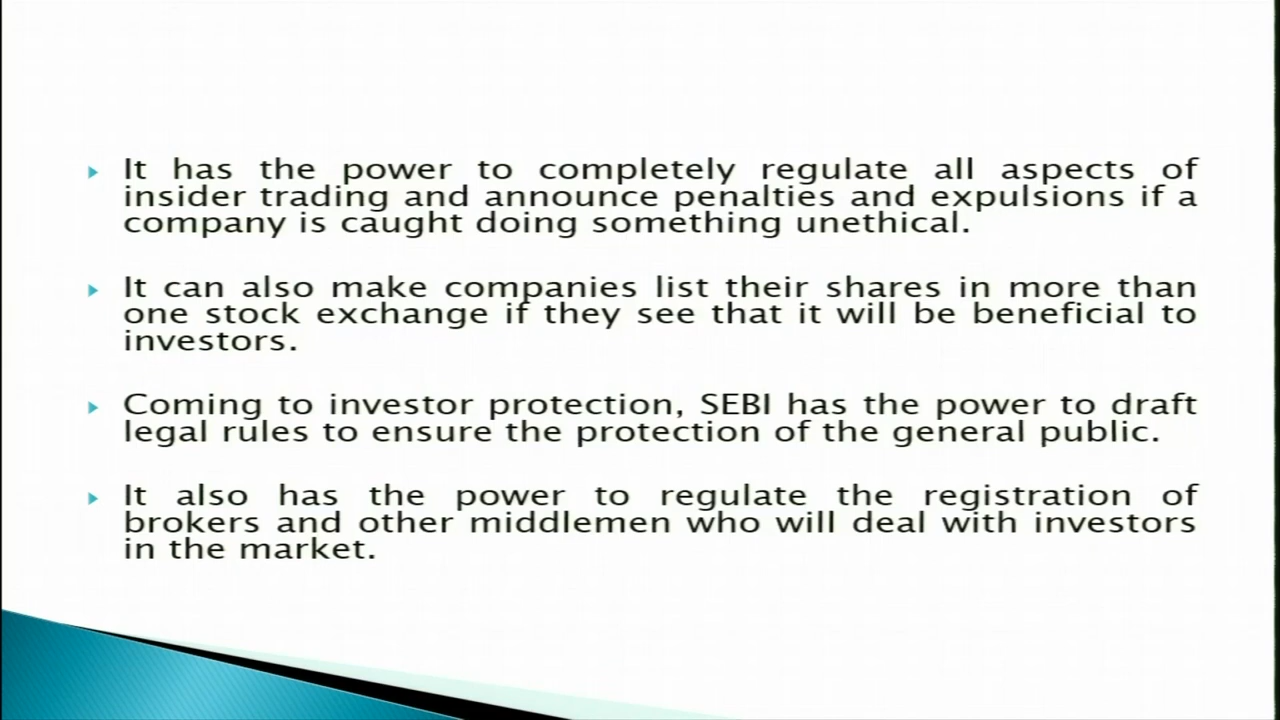 It has the power to completely regulate all aspects of
insider trading and announce penalties and expulsions if a
company is caught doing something unethical.
It can also make companies list their shares in more than
one stock exchange if they see that it will be beneficial to
investors.
Coming to investor protection, SEBI has the power to draft
legal rules to ensure the protection of the general public.
It also has the power to regulate the registration of
brokers and other middlemen who will deal with investors
in the market.